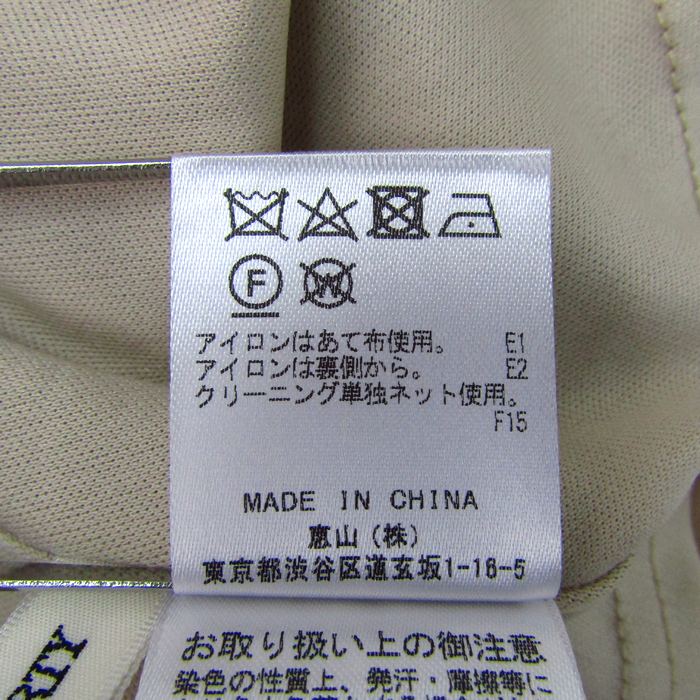 F
W
アイロンはあて布使用。 E1
アイロンは裏側から。 E2
クリーニング単独ネット使用。
F15
MADE IN CHINA
恵山(株)
東京都渋谷区道玄坂1-16-5
お取り扱い上の御注意
染色の性質上、発汗・摩擦等に
RTY